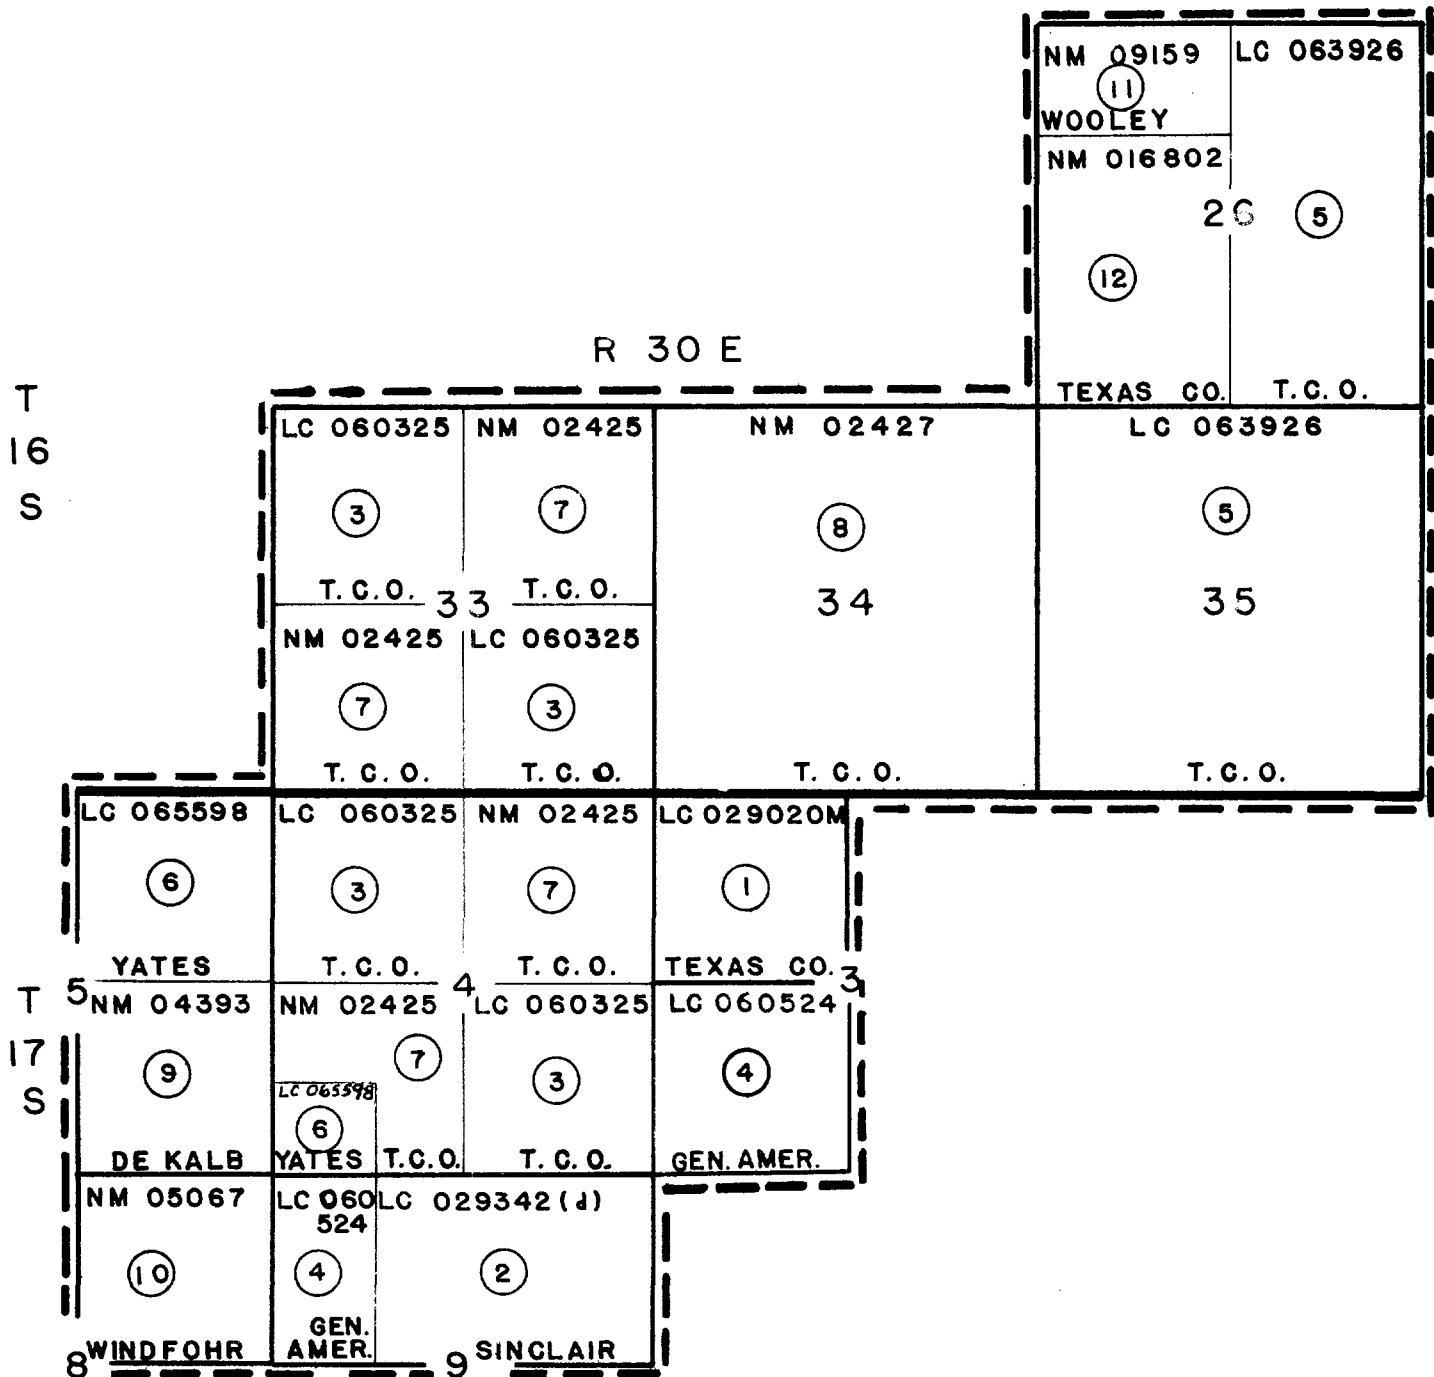 NM 09159 LC 063926
11
WOOLEY
NM 016802
26 5
12
R 30 E
TEXAS CO. T.C.O.
T
16
S
LC 060325 NM 02425 NM 02427 LC 063926
3 7 8 5
T.C.O. 33 T.C.O. 34 35
NM 02425 LC 060325
7 3
T.C.O. T.C.O. T.C.O. T.C.O.
LC 065598 LC 060325 NM 02425 LC 029020M
6 3 7 1
YATES T.C.O. T.C.O. TEXAS CO.
5 4 3
T
17
S
NM 04393 NM 02425 LC 060325 LC 060524
9 7 3 4
LC 065598
6
DE KALB YATES T.C.O. T.C.O. GEN. AMER.
NM 05067 LC 060 LC 029342 (d)
524
10 4 2
GEN.
WINDFOHR AMER. SINCLAIR
8 9